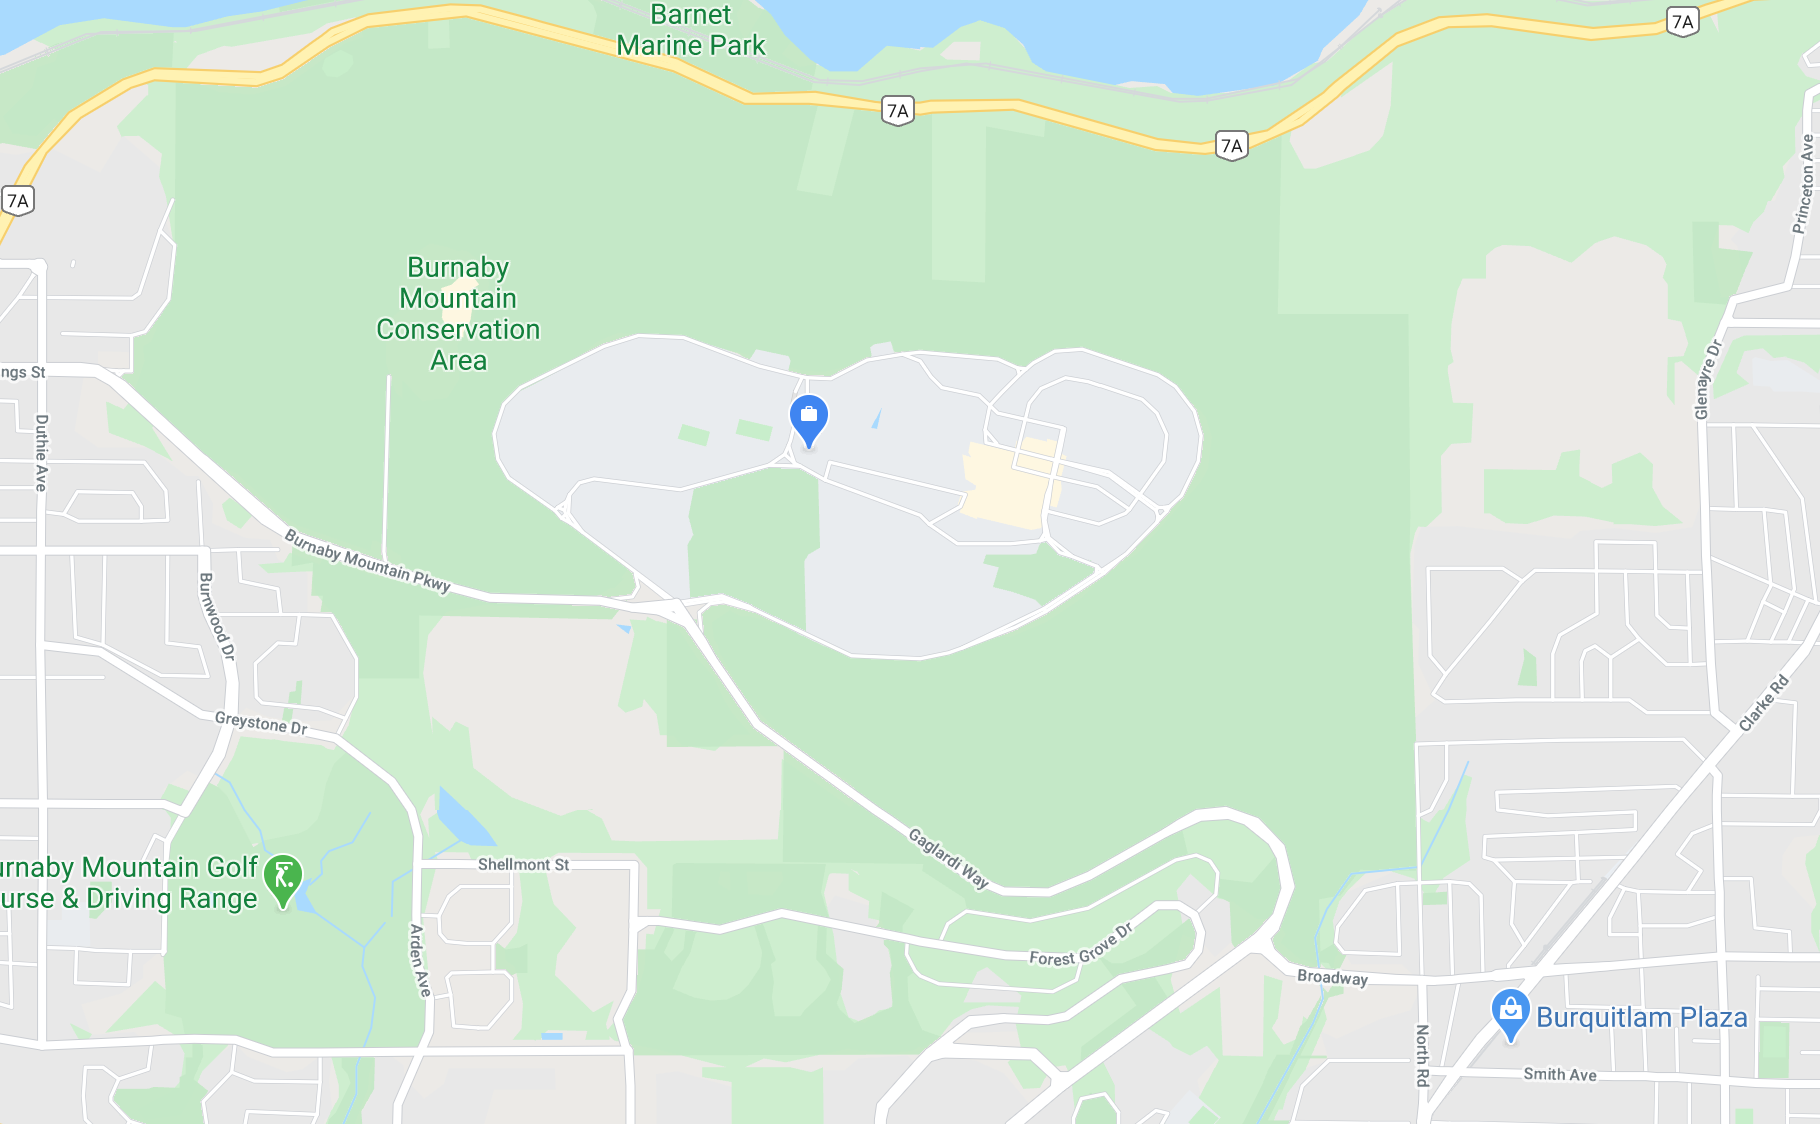 Barnet
Marine Park
7A
7A
7A
7A
Princeton Ave
Burnaby
Mountain
Conservation
Area
ngs St
Glenayre Dr
Duthie Ave
Burnaby Mountain Pkwy
Burnwood Dr
Greystone Dr
Clarke Rd
Gaglardi Way
Shellmont St
urnaby Mountain Golf
urse & Driving Range
Arden Ave
Forest Grove Dr
Broadway
Burquitlam Plaza
North Rd
Smith Ave